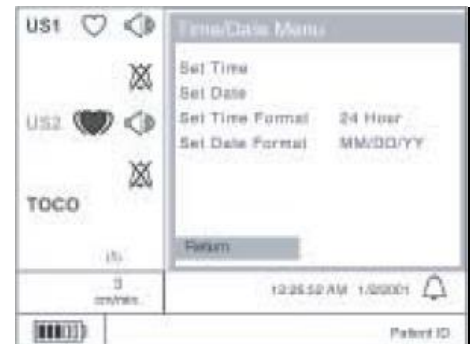 US1
Time/Date Menu
Set Time
Set Date
US2
Set Time Format 24 Hour
Set Date Format MM/DD/YY
TOCO
Return
3
cm/min.
AM
Patient ID